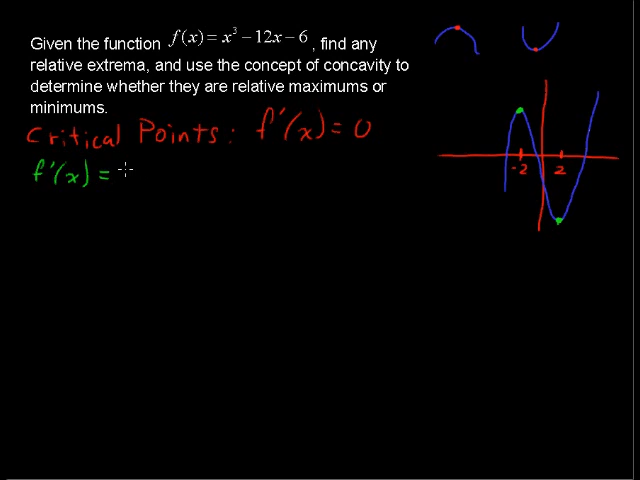 Given the function f(x) = x³ − 12x − 6 , find any
relative extrema, and use the concept of concavity to
determine whether they are relative maximums or
minimums.
Critical Points: f'(x) = 0
f'(x) =
-2 2